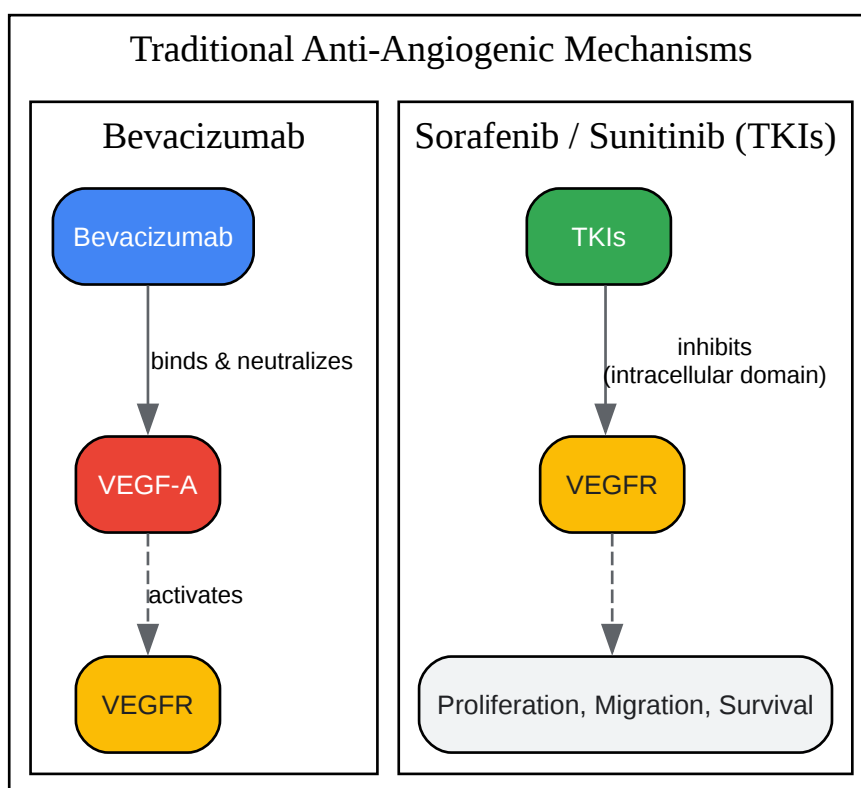 Traditional Anti-Angiogenic Mechanisms
Bevacizumab
Bevacizumab
binds & neutralizes
VEGF-A
activates
VEGFR
Sorafenib / Sunitinib (TKIs)
TKIs
inhibits
(intracellular domain)
VEGFR
Proliferation, Migration, Survival